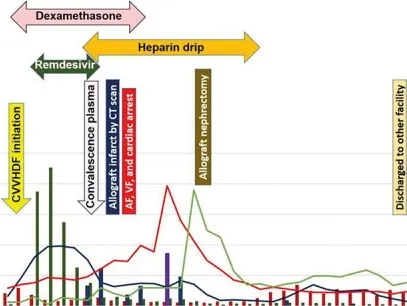 Dexamethasone
Heparin drip
Remdesivir
CVVHDF initiation
Convalescence plasma
Allograft infarct by CT scan
AF, VF, and cardiac arrest
Allograft nephrectomy
Discharged to other facility